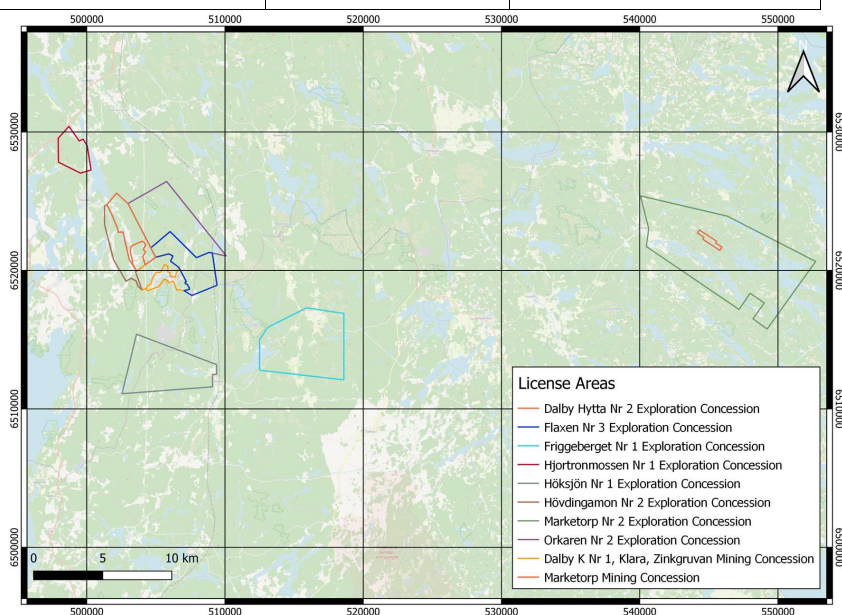 500000 510000 520000 530000 540000 550000
6530000 6530000
6520000 6520000
6510000 6510000
6500000 6500000
License Areas
Dalby Hytta Nr 2 Exploration Concession
Flaxen Nr 3 Exploration Concession
Friggeberget Nr 1 Exploration Concession
Hjortronmossen Nr 1 Exploration Concession
Höksjön Nr 1 Exploration Concession
Hövdingamon Nr 2 Exploration Concession
Marketorp Nr 2 Exploration Concession
Orkaren Nr 2 Exploration Concession
Dalby K Nr 1, Klara, Zinkgruvan Mining Concession
Marketorp Mining Concession
0 5 10 km
500000 510000 520000 530000 540000 550000